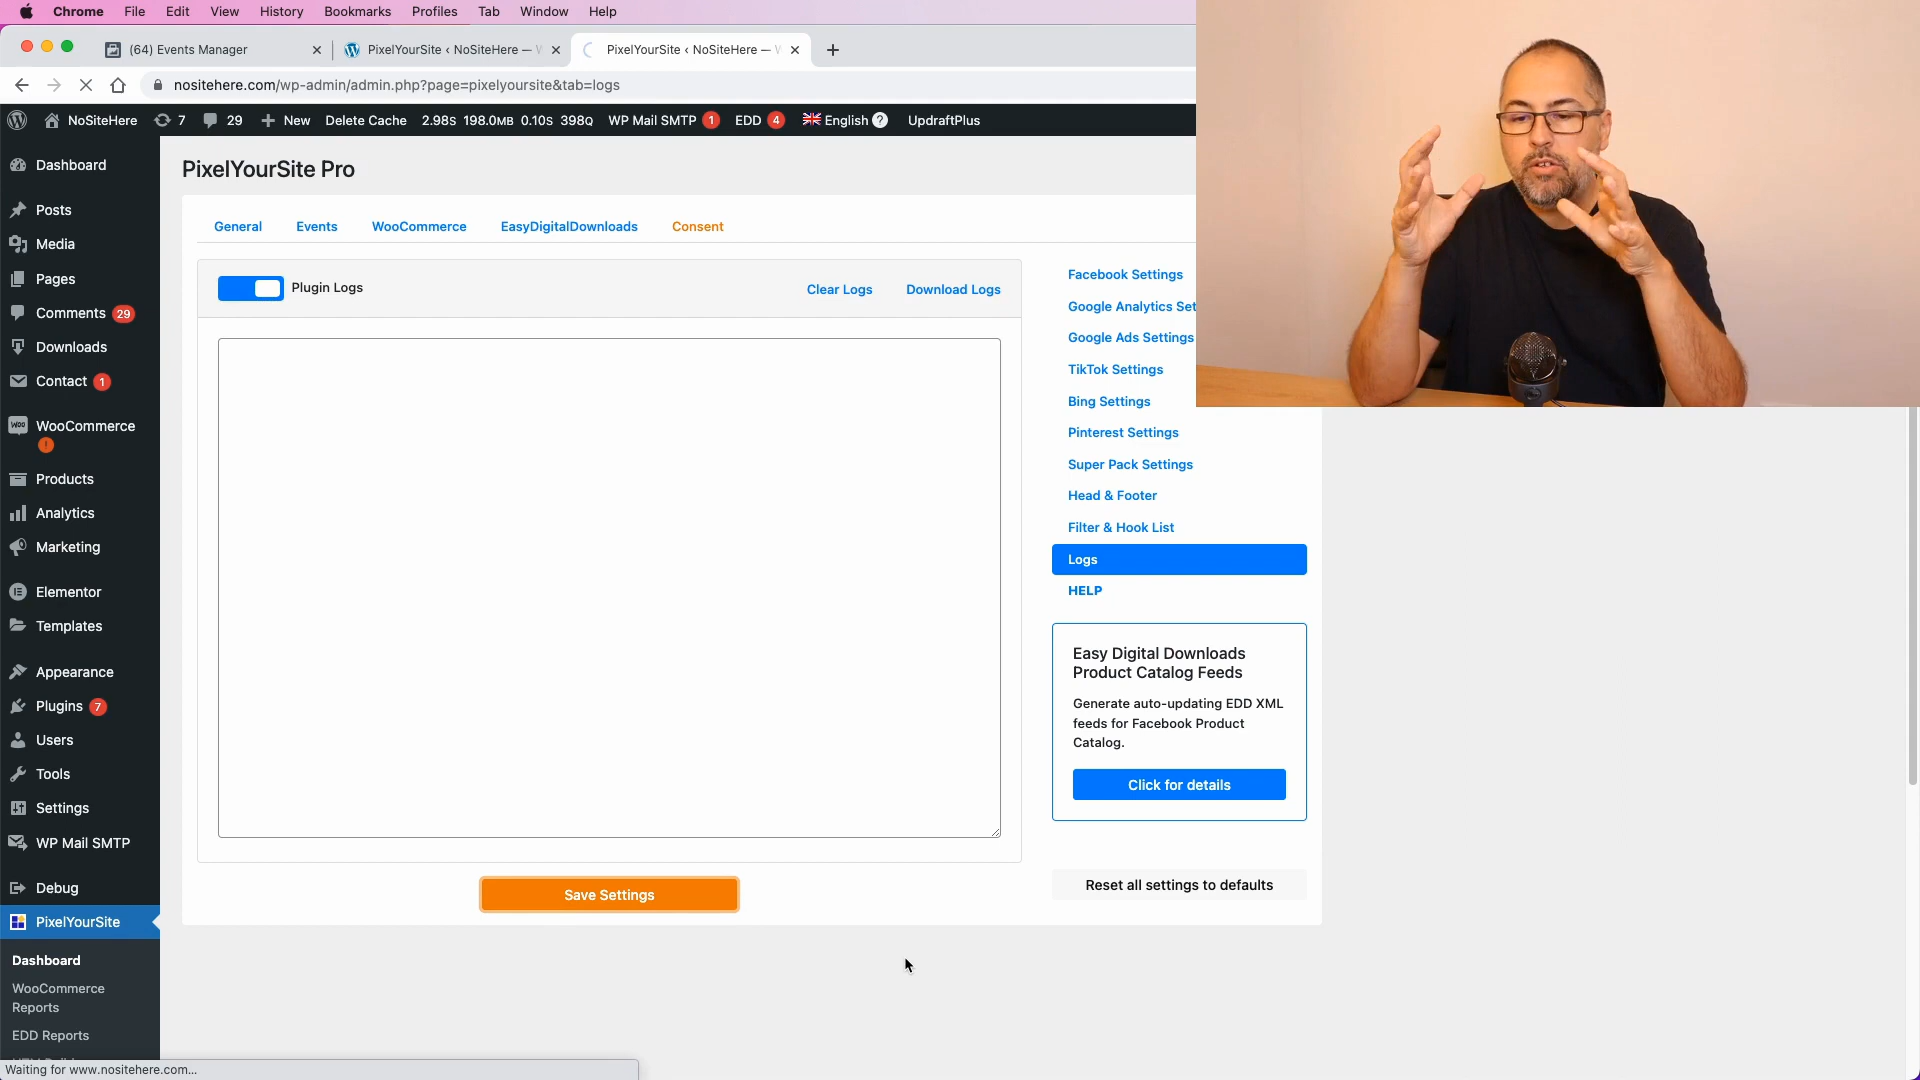 Chrome File Edit View History Bookmarks Profiles Tab Window Help
(64) Events Manager
PixelYourSite ‹ NoSiteHere —
PixelYourSite ‹ NoSiteHere —
nositehere.com/wp-admin/admin.php?page=pixelyoursite&tab=logs
NoSiteHere 7 29 New Delete Cache 2.98S 198.0MB 0.10S 398Q WP Mail SMTP 1 EDD 4 English ? UpdraftPlus
Dashboard
Posts
Media
Pages
Comments 29
Downloads
Contact 1
WooCommerce
!
Products
Analytics
Marketing
Elementor
Templates
Appearance
Plugins 7
Users
Tools
Settings
WP Mail SMTP
Debug
PixelYourSite
Dashboard
WooCommerce
Reports
EDD Reports
Waiting for www.nositehere.com...
PixelYourSite Pro
General Events WooCommerce EasyDigitalDownloads Consent
Plugin Logs Clear Logs Download Logs
Save Settings
Facebook Settings
Google Analytics Set
Google Ads Settings
TikTok Settings
Bing Settings
Pinterest Settings
Super Pack Settings
Head & Footer
Filter & Hook List
Logs
HELP
Easy Digital Downloads
Product Catalog Feeds
Generate auto-updating EDD XML
feeds for Facebook Product
Catalog.
Click for details
Reset all settings to defaults